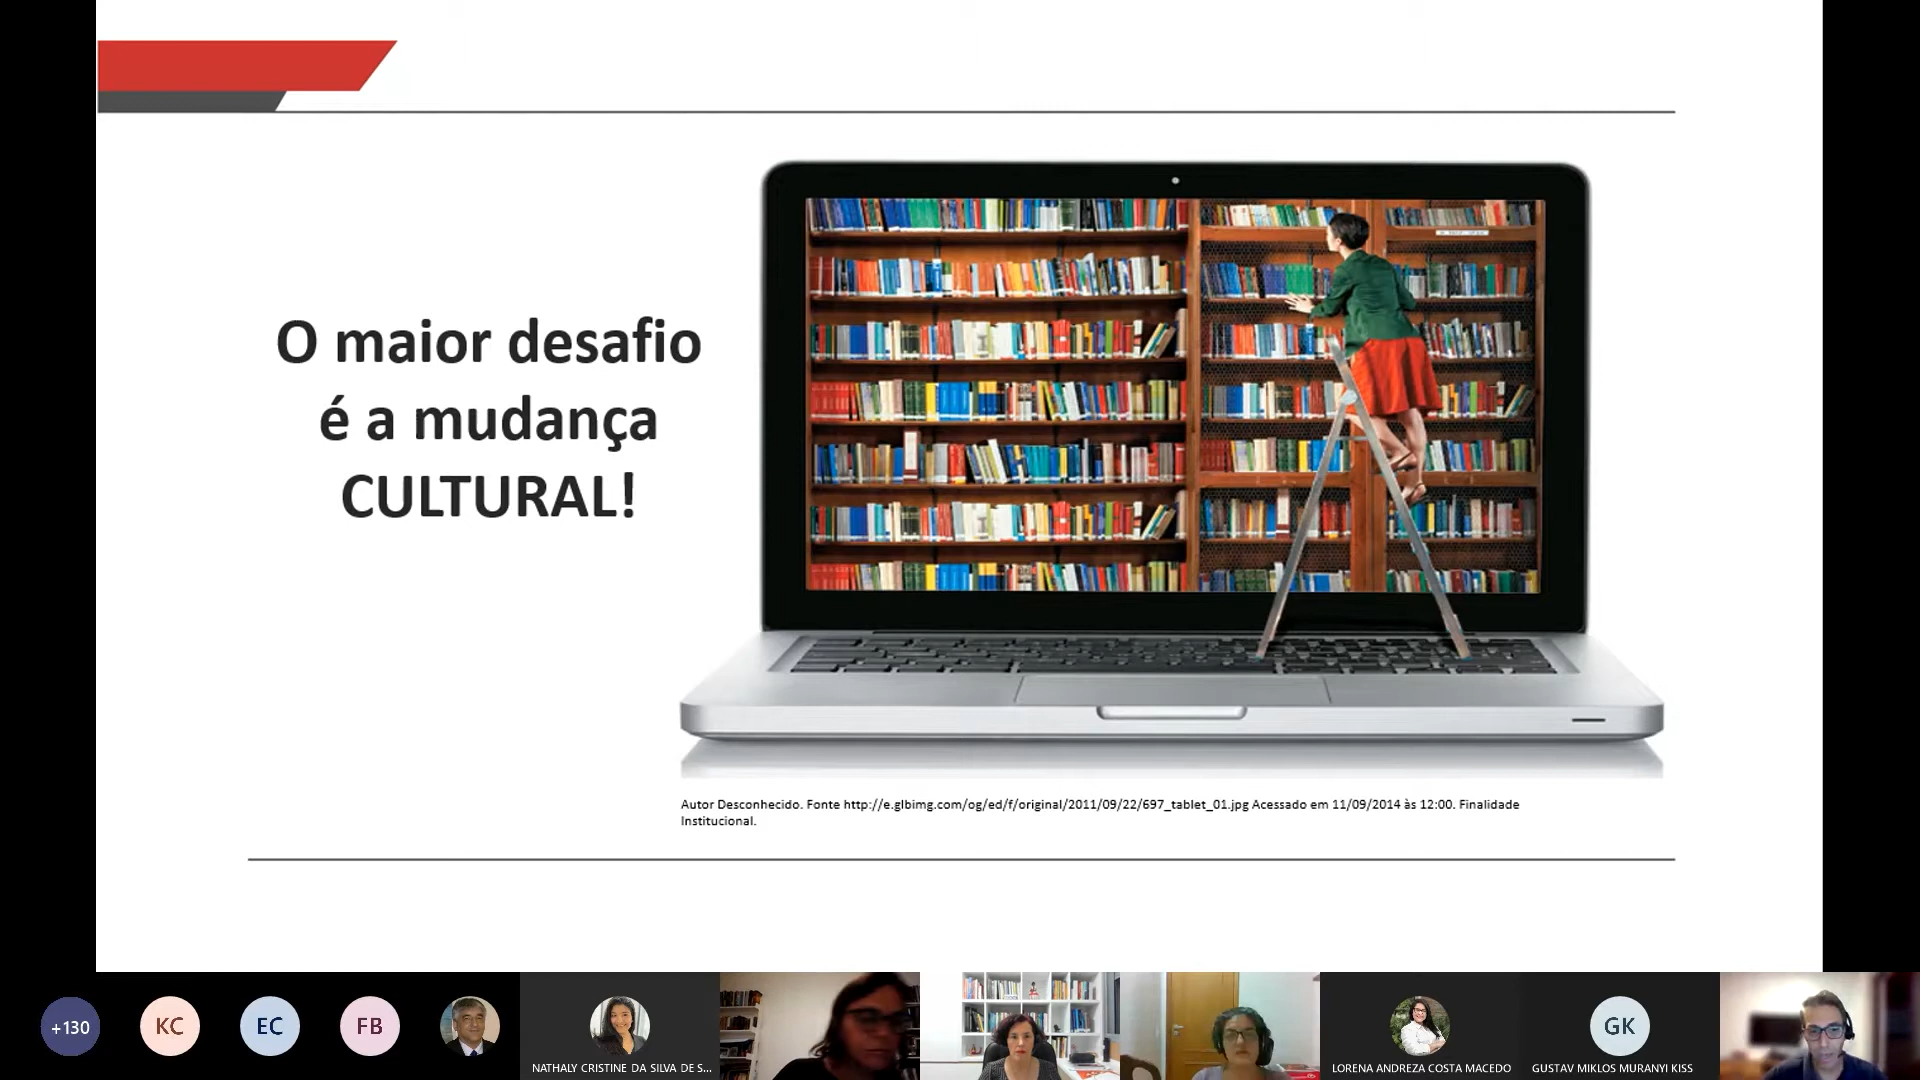 O maior desafio
é a mudança
CULTURAL!
Autor Desconhecido. Fonte http://e.glbimg.com/og/ed/f/original/2011/09/22/697_tablet_01.jpg Acessado em 11/09/2014 às 12:00. Finalidade
Institucional.
+130
KC
EC
FB
NATHALY CRISTINE DA SILVA DE S...
LORENA ANDREZA COSTA MACEDO
GK
GUSTAV MIKLOS MURANYI KISS